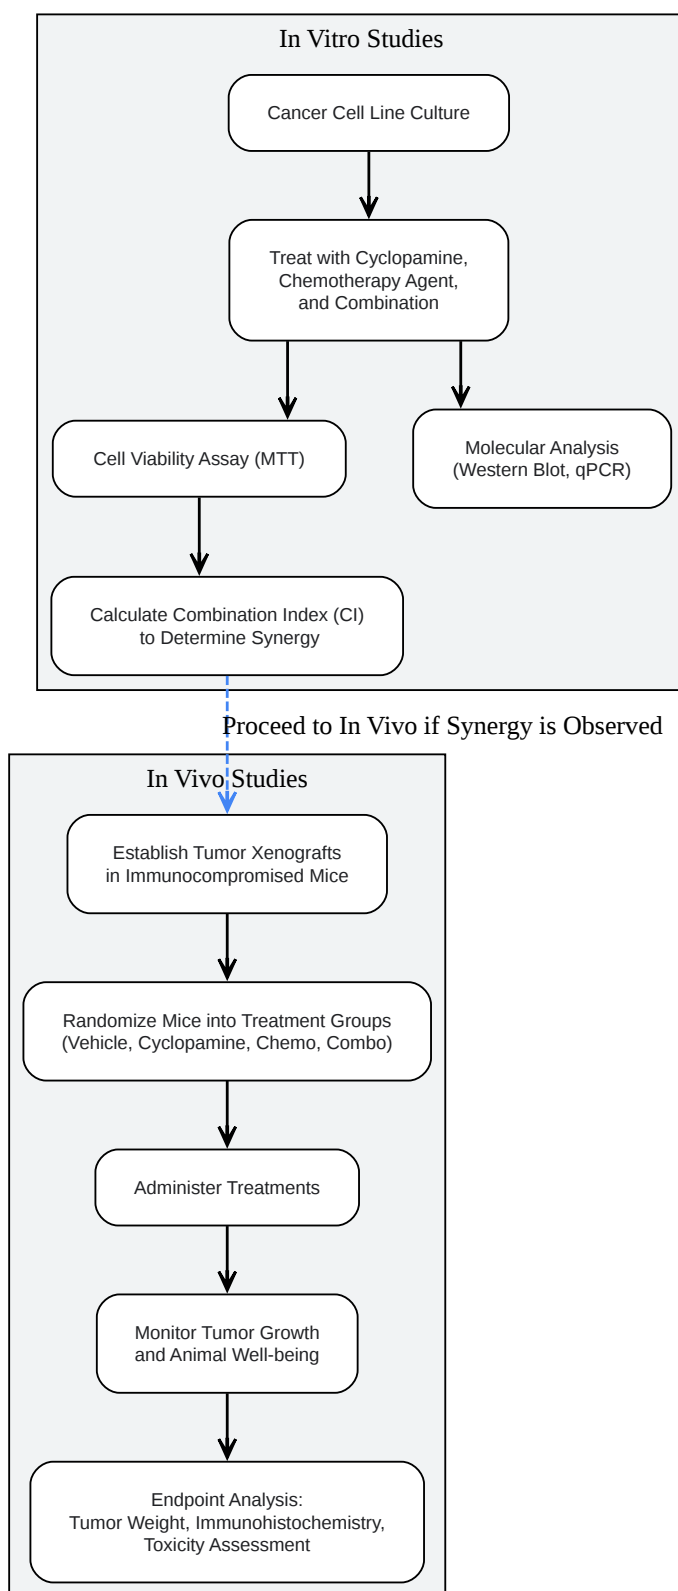 In Vitro Studies
Cancer Cell Line Culture
Treat with Cyclopamine,
Chemotherapy Agent,
and Combination
Cell Viability Assay (MTT)
Molecular Analysis
(Western Blot, qPCR)
Calculate Combination Index (CI)
to Determine Synergy
Proceed to In Vivo if Synergy is Observed
In Vivo Studies
Establish Tumor Xenografts
in Immunocompromised Mice
Randomize Mice into Treatment Groups
(Vehicle, Cyclopamine, Chemo, Combo)
Administer Treatments
Monitor Tumor Growth
and Animal Well-being
Endpoint Analysis:
Tumor Weight, Immunohistochemistry,
Toxicity Assessment